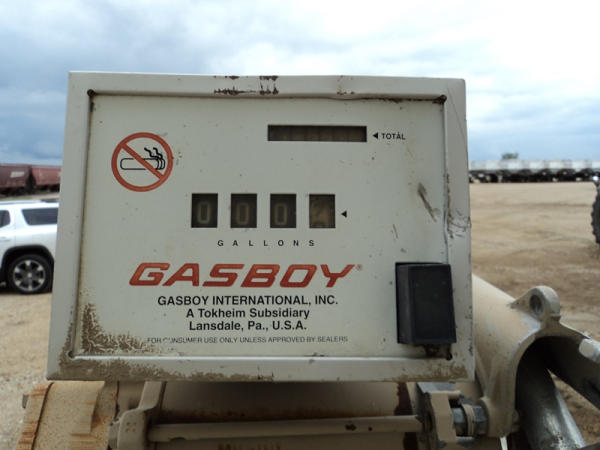 ◄ TOTAL
0 0 0
◄
GALLONS
GASBOY®
GASBOY INTERNATIONAL, INC.
A Tokheim Subsidiary
Lansdale, Pa., U.S.A.
FOR CONSUMER USE ONLY UNLESS APPROVED BY SEALERS